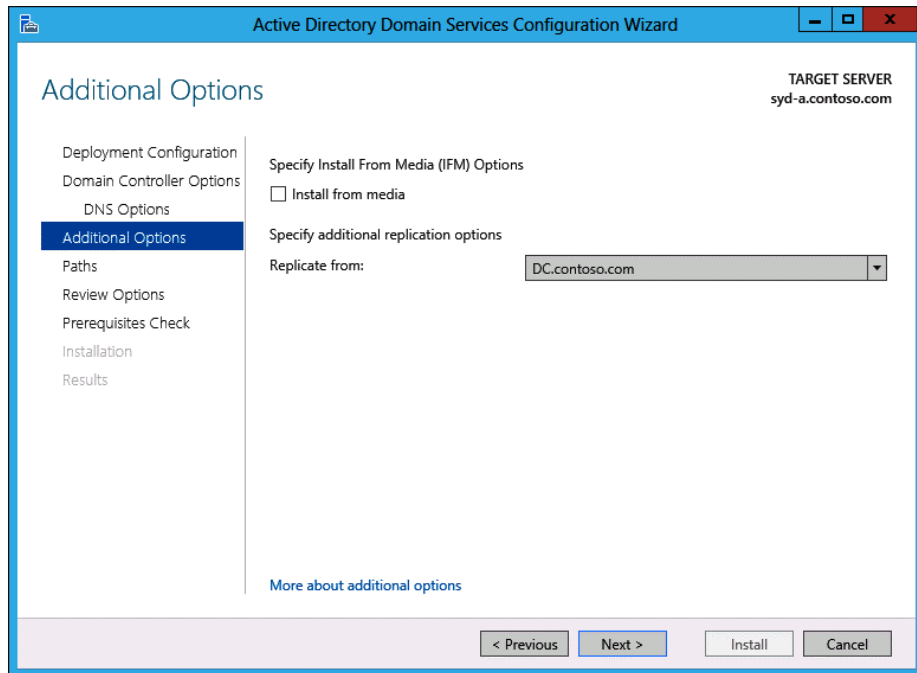 Active Directory Domain Services Configuration Wizard
x
Additional Options
TARGET SERVER
syd-a.contoso.com
Deployment Configuration
Domain Controller Options
DNS Options
Additional Options
Paths
Review Options
Prerequisites Check
Installation
Results
Specify Install From Media (IFM) Options
Install from media
Specify additional replication options
Replicate from:
DC.contoso.com
More about additional options
< Previous
Next >
Install
Cancel